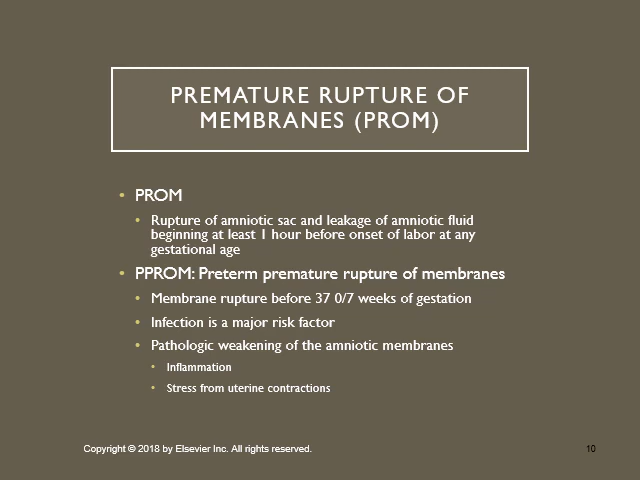 PREMATURE RUPTURE OF
MEMBRANES (PROM)
• PROM
• Rupture of amniotic sac and leakage of amniotic fluid
beginning at least 1 hour before onset of labor at any
gestational age
• PPROM: Preterm premature rupture of membranes
• Membrane rupture before 37 0/7 weeks of gestation
• Infection is a major risk factor
• Pathologic weakening of the amniotic membranes
• Inflammation
• Stress from uterine contractions
Copyright © 2018 by Elsevier Inc. All rights reserved.
10